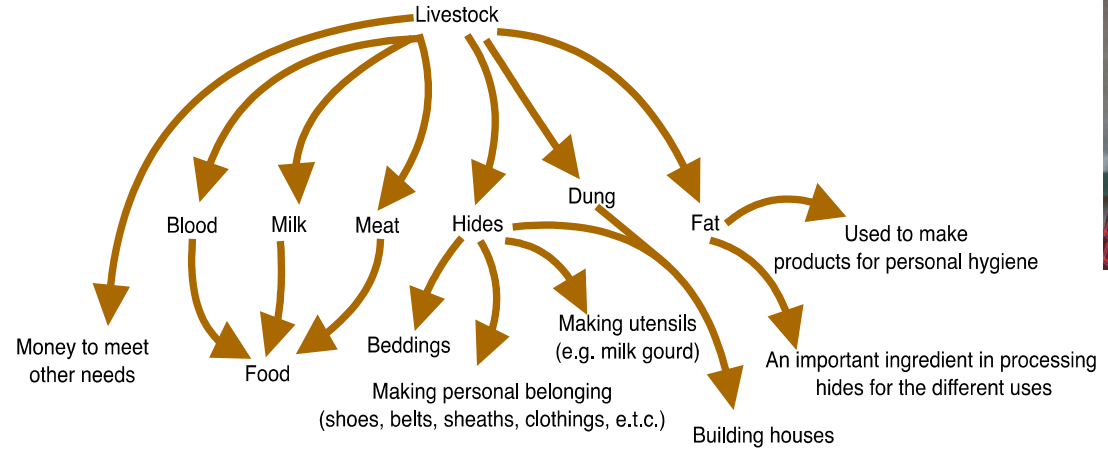 Livestock
Dung
Blood
Milk
Meat
Hides
Fat
Used to make
products for personal hygiene
Money to meet
other needs
Food
Beddings
Making utensils
(e.g. milk gourd)
An important ingredient in processing
hides for the different uses
Making personal belonging
(shoes, belts, sheaths, clothings, e.t.c.)
Building houses